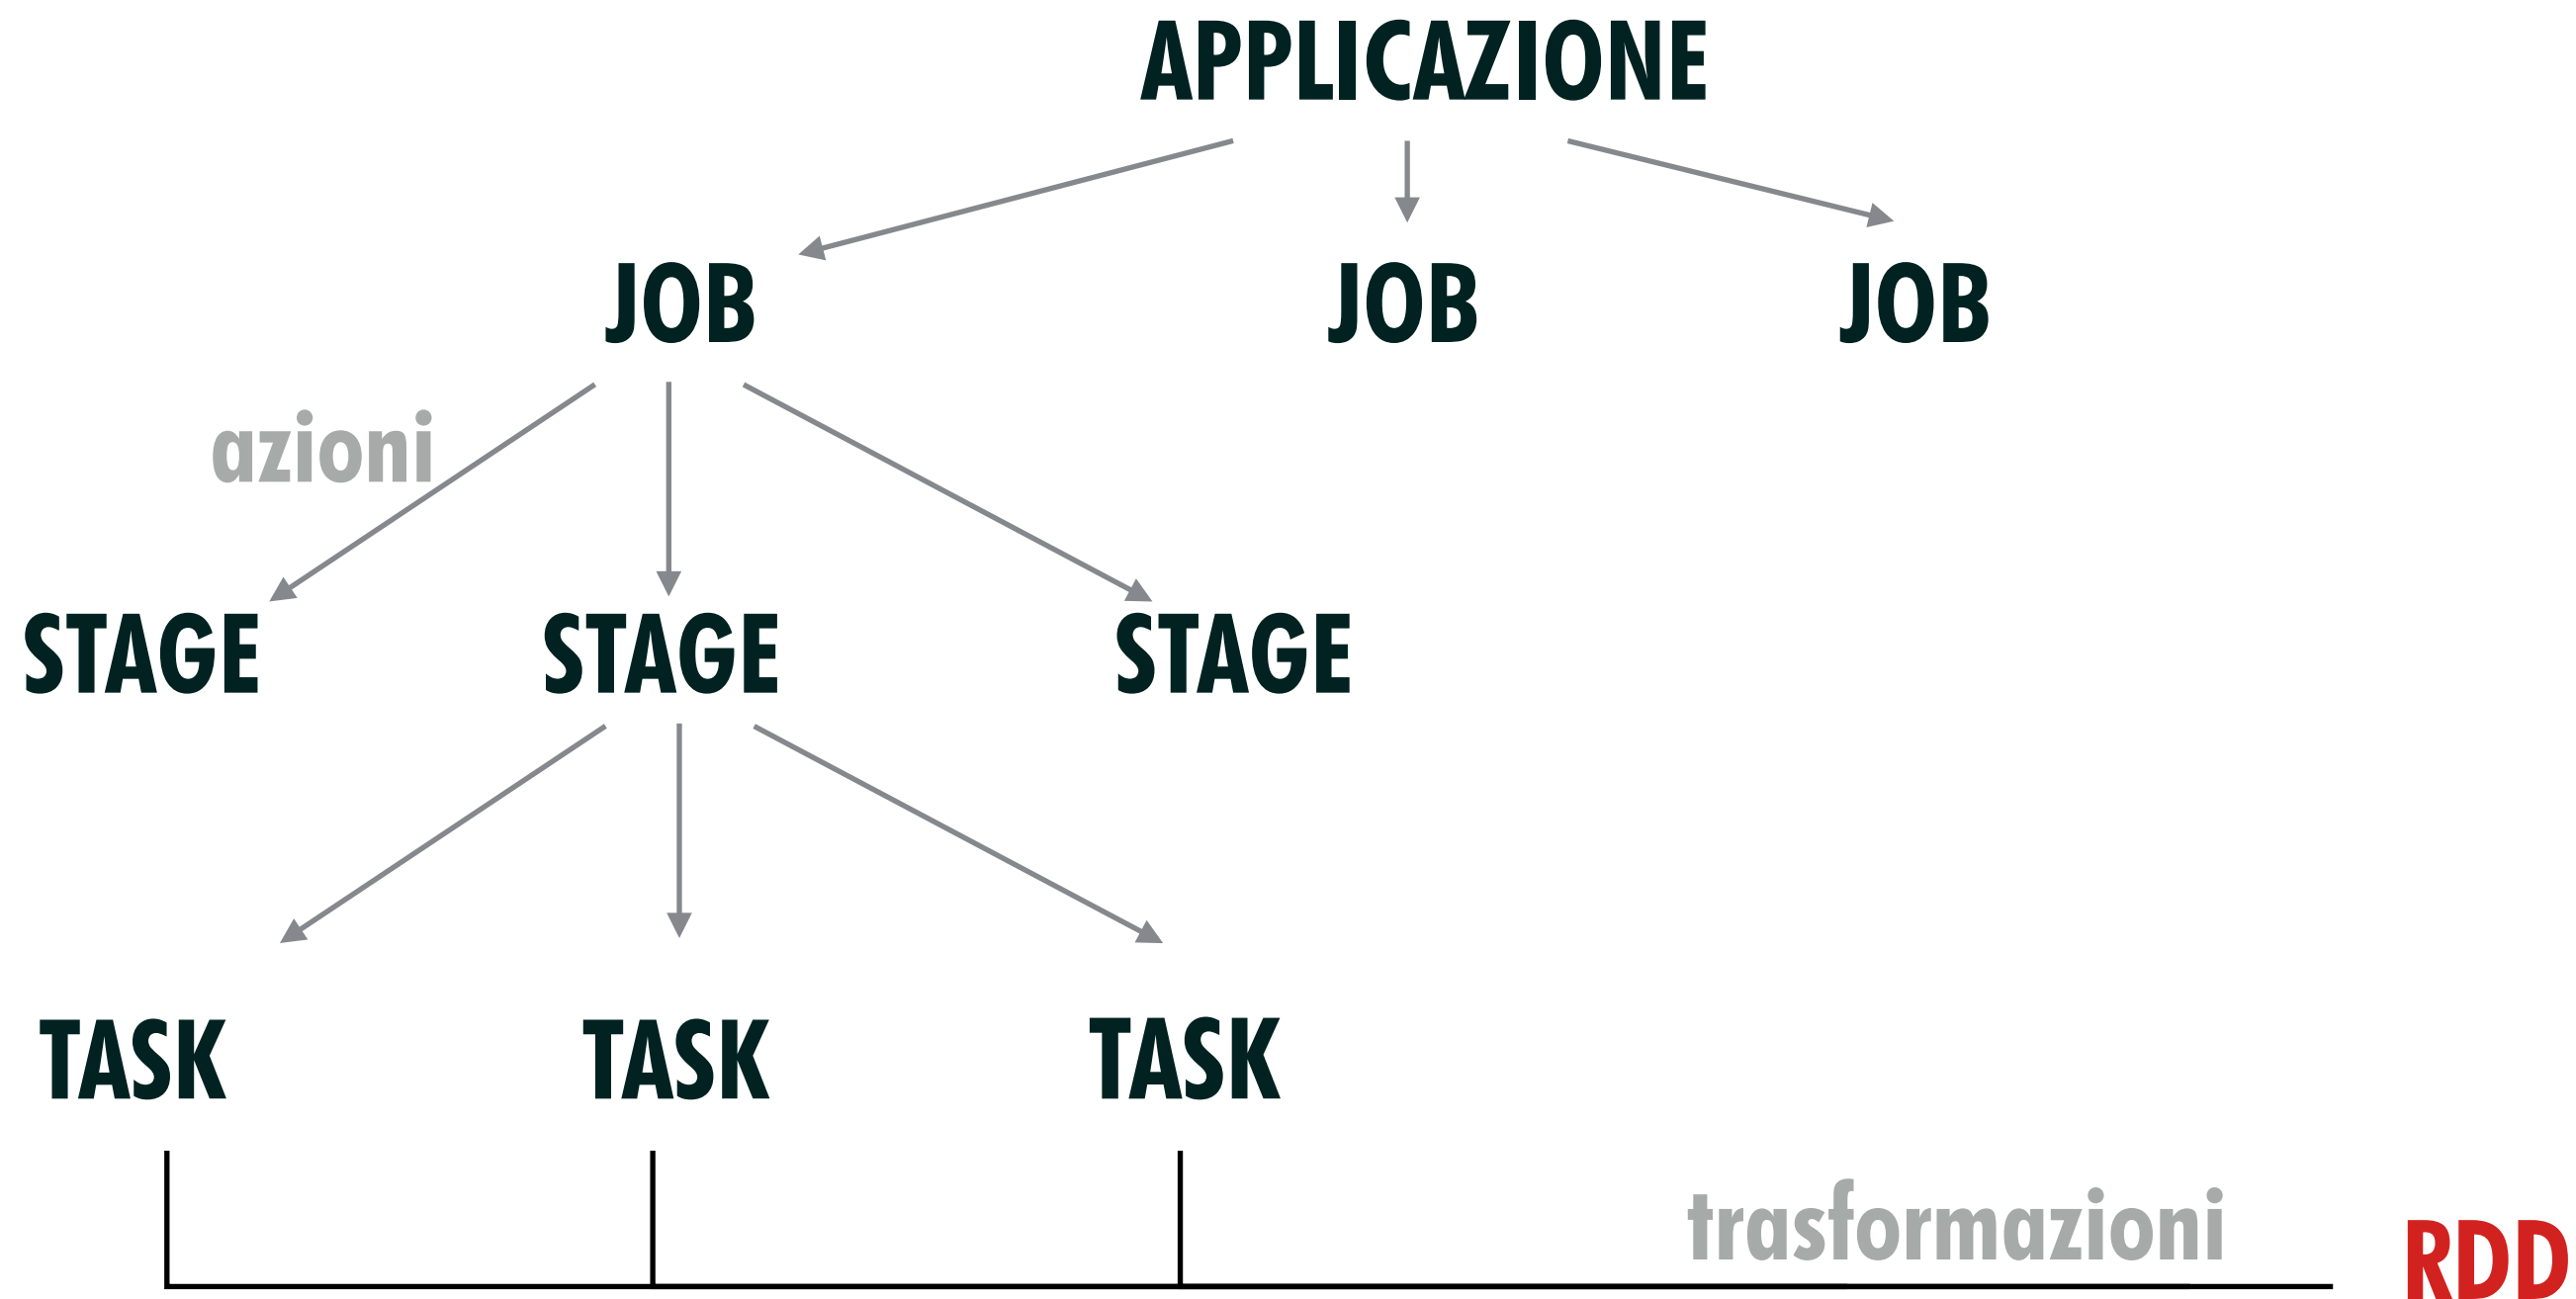 APPLICAZIONE
JOB JOB JOB
azioni
STAGE STAGE STAGE
TASK TASK TASK
trasformazioni
RDD